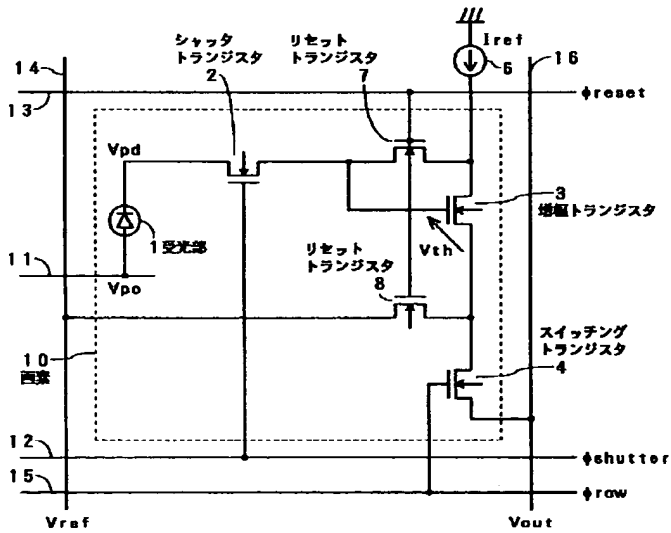 シャッタ
トランジスタ
2
リセット
トランジスタ
7
Iref
6
14
16
13
φreset
Vpd
3
増幅トランジスタ
1受光部
Vth
リセット
トランジスタ
8
11
Vpo
スイッチング
トランジスタ
4
10
画素
12
φshutter
15
φrow
Vref
Vout